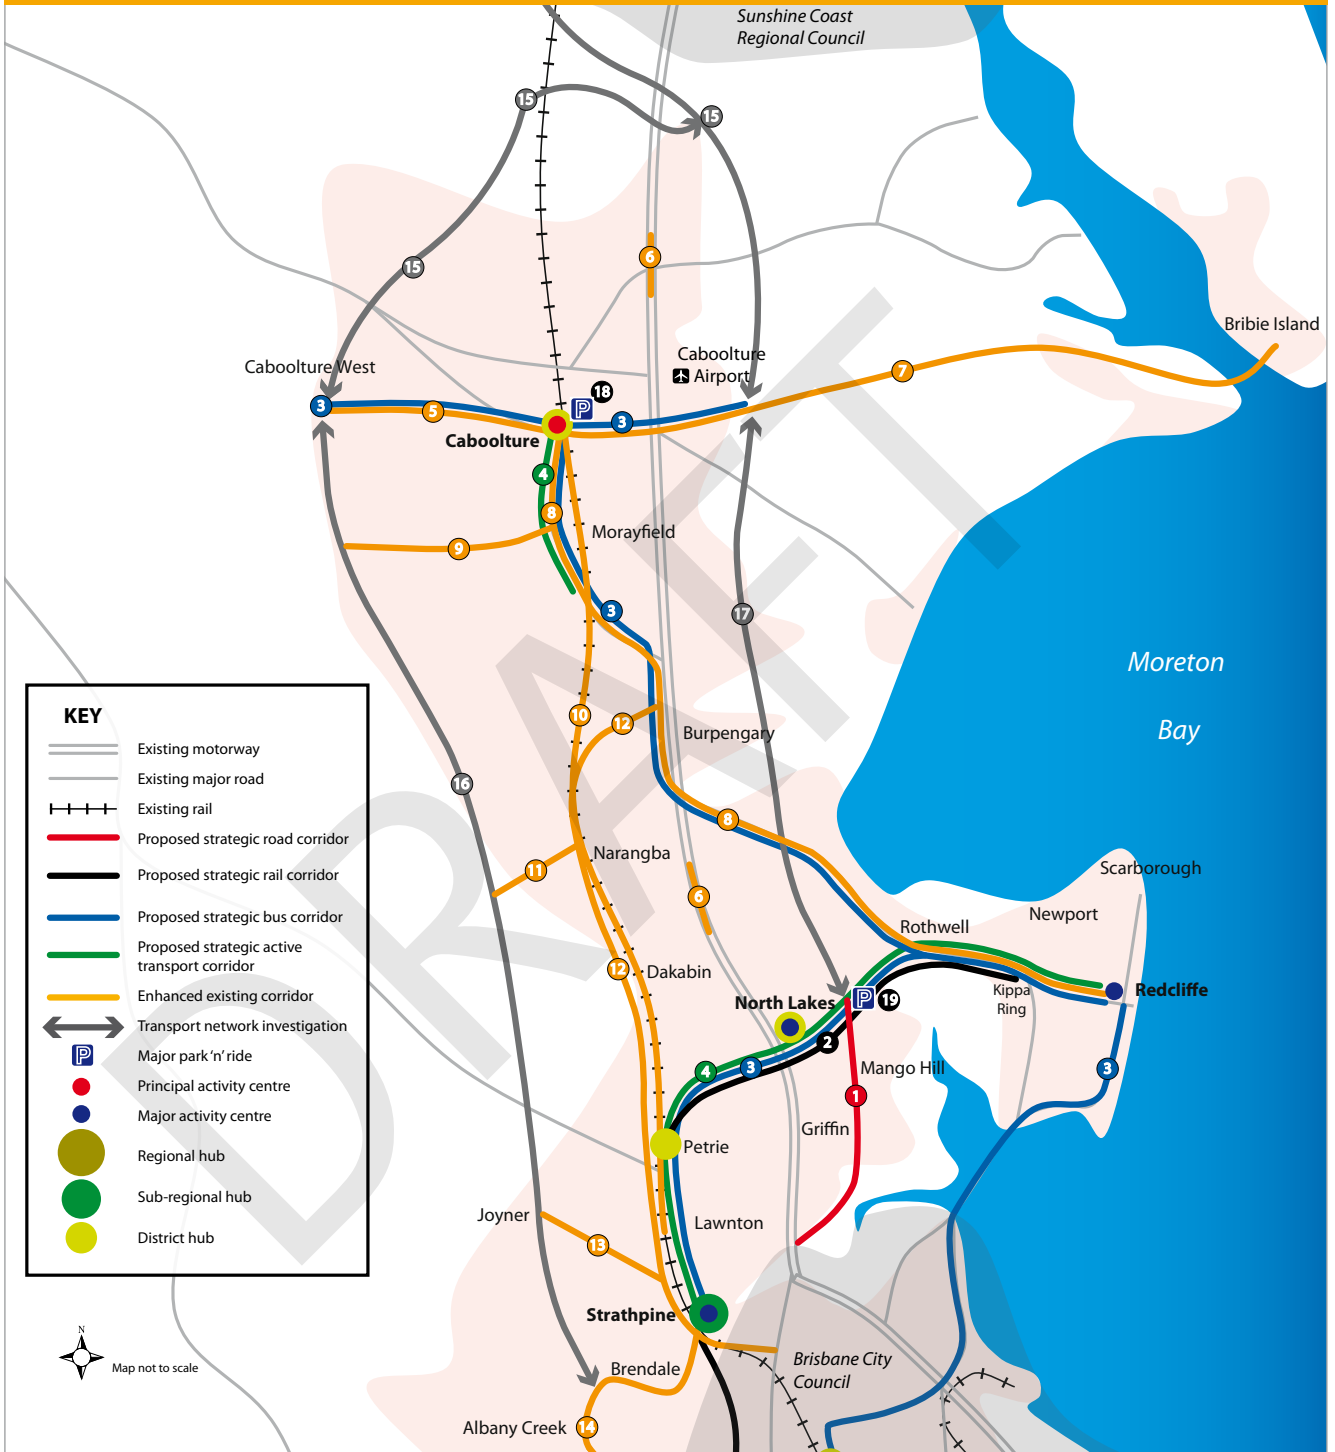 Sunshine Coast
Regional Council
15
15
6
15
Bribie Island
Caboolture
Airport
7
Caboolture West
18
P
3
5
3
Caboolture
4
8
Morayfield
9
3
17
Moreton
Bay
10
12
Burpengary
16
8
Narangba
11
6
Scarborough
Newport
Rothwell
12
Dakabin
Kippa
Ring
Redcliffe
North Lakes
P
19
2
4
3
Mango Hill
3
1
Griffin
Petrie
Joyner
Lawnton
13
Strathpine
Brendale
Brisbane City
Council
Albany Creek
14
KEY
Existing motorway
Existing major road
Existing rail
Proposed strategic road corridor
Proposed strategic rail corridor
Proposed strategic bus corridor
Proposed strategic active
transport corridor
Enhanced existing corridor
Transport network investigation
P
Major park ’n’ ride
Principal activity centre
Major activity centre
Regional hub
Sub-regional hub
District hub
N
Map not to scale
DRAFT